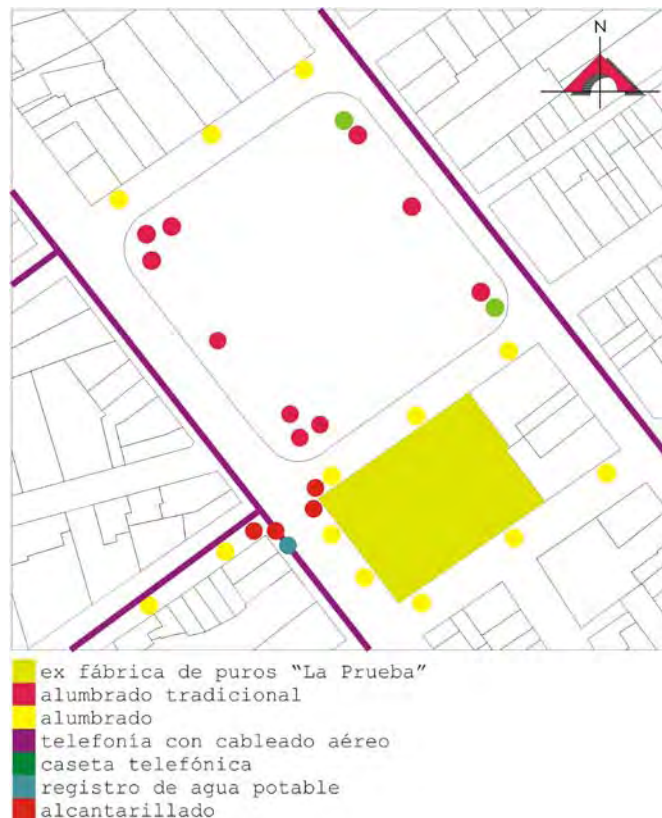 N
ex fábrica de puros "La Prueba"
alumbrado tradicional
alumbrado
telefonía con cableado aéreo
caseta telefónica
registro de agua potable
alcantarillado